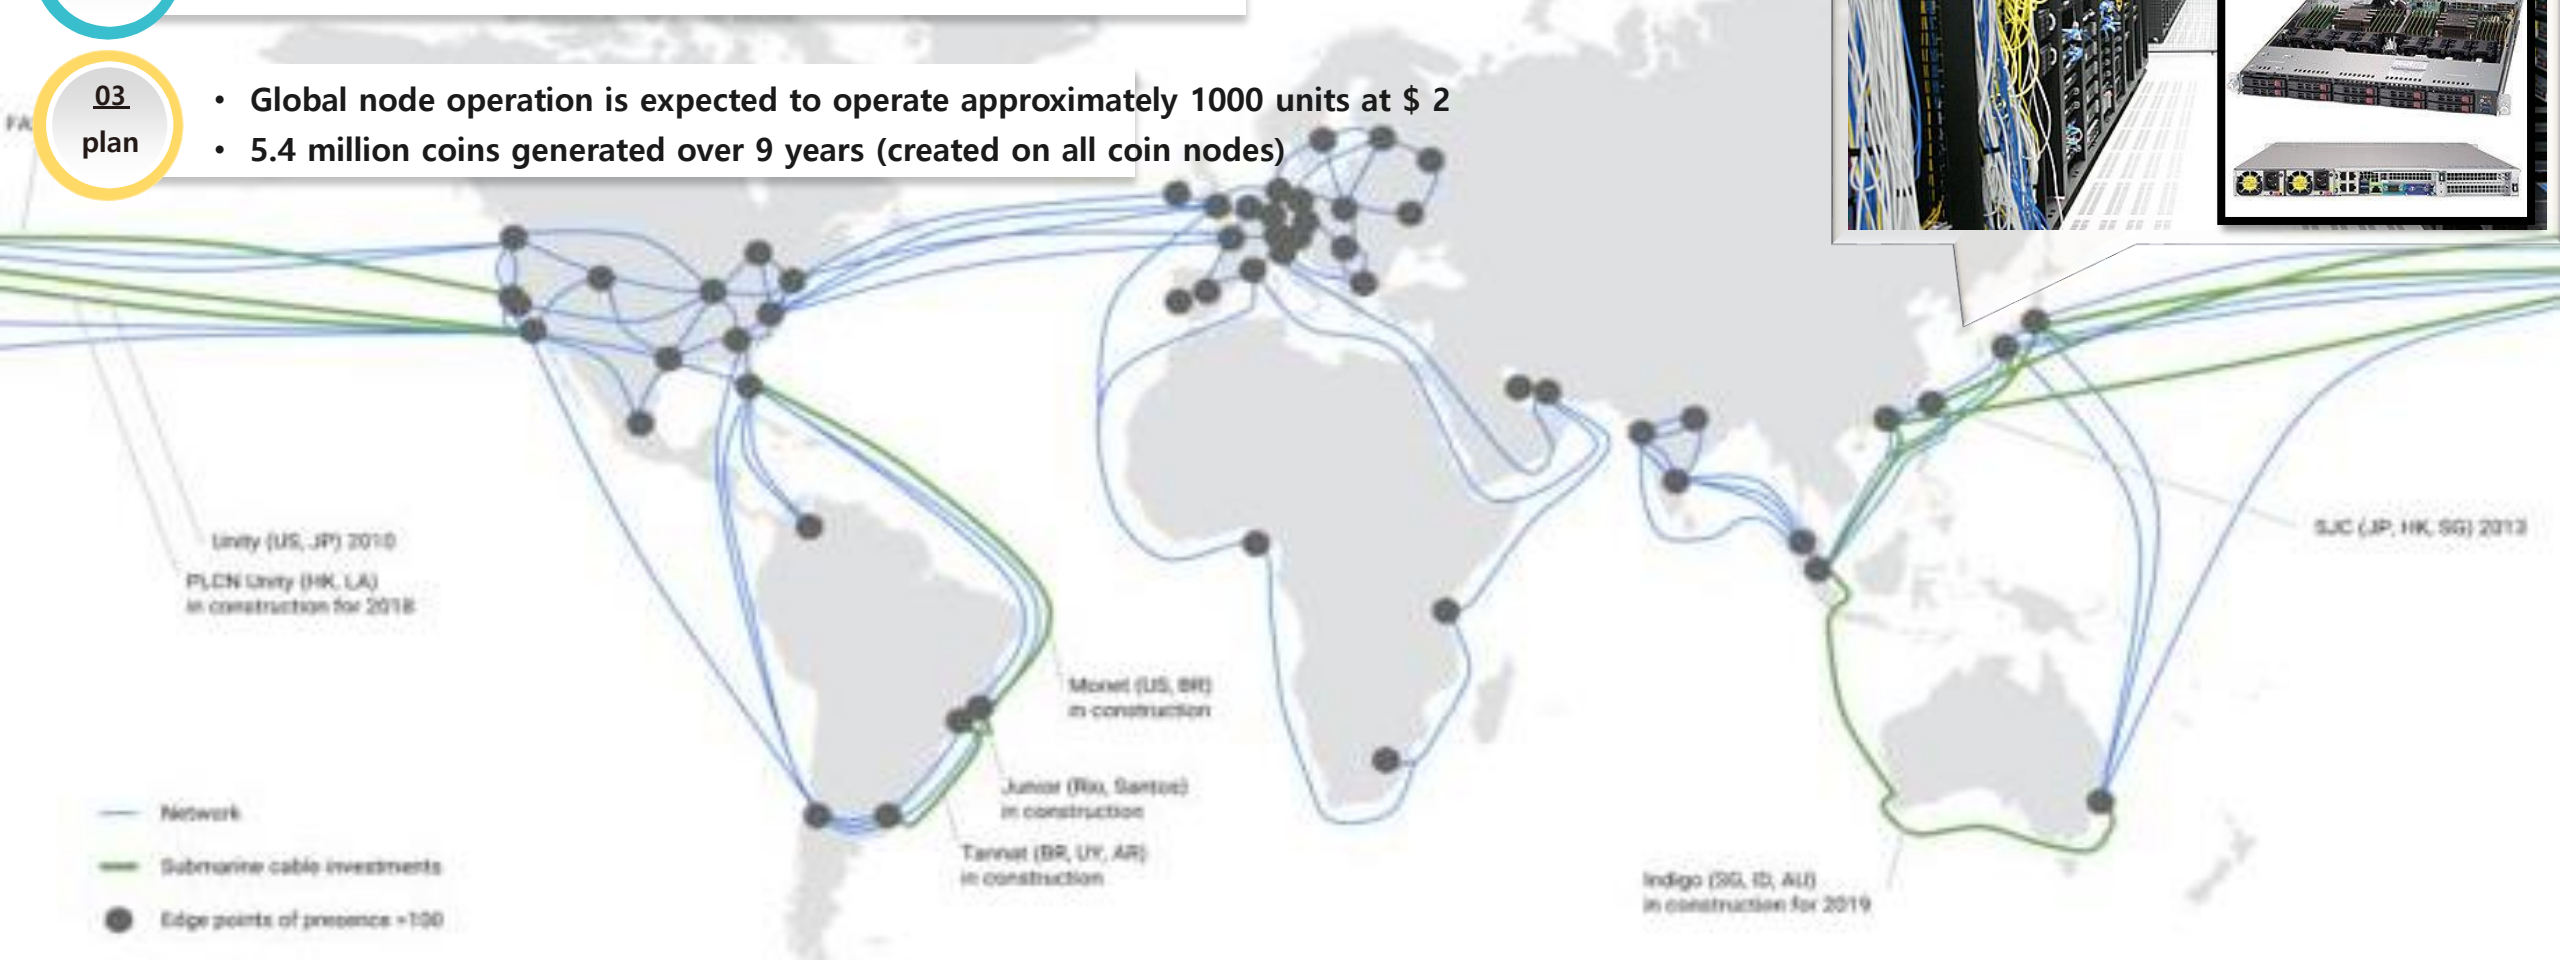 03
plan
• Global node operation is expected to operate approximately 1000 units at $ 2
• 5.4 million coins generated over 9 years (created on all coin nodes)
FA
Unity (US, JP) 2010
PLCN Unity (HK, LA)
in construction for 2018
SJC (JP, HK, SG) 2013
Monet (US, BR)
in construction
Junior (Rio, Santos)
in construction
Tannat (BR, UY, AR)
in construction
Indigo (SG, ID, AU)
in construction for 2019
Network
Submarine cable investments
Edge points of presence >100